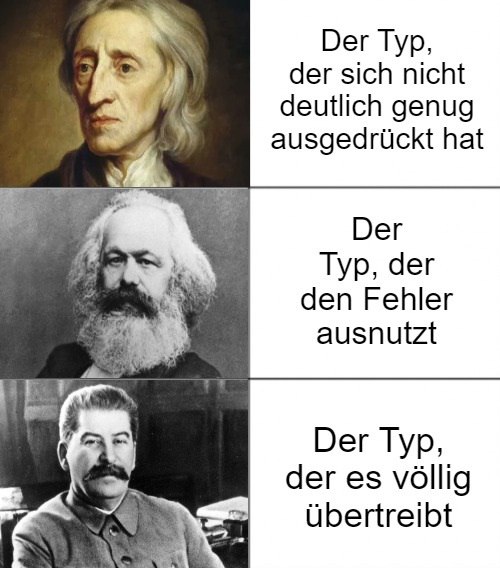 Der Typ,
der sich nicht
deutlich genug
ausgedrückt hat
Der
Typ, der
den Fehler
ausnutzt
Der Typ,
der es völlig
übertreibt